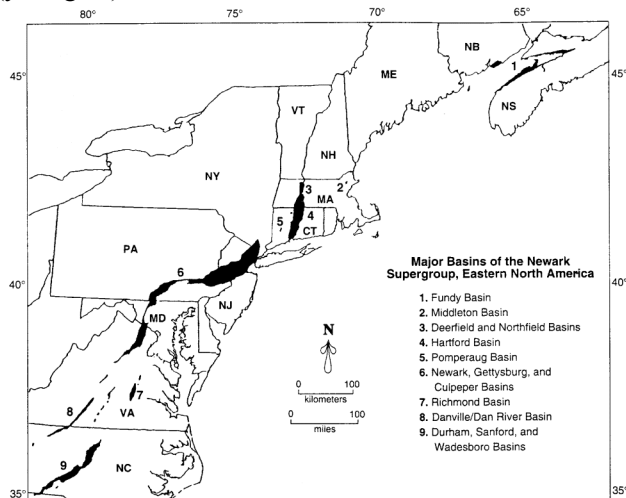 80°
75°
70°
65°
45°
45°
NB
1
ME
NS
VT
NH
NY
3
2
MA
4
5
CT
PA
6
Major Basins of the Newark
Supergroup, Eastern North America
40°
40°
NJ
MD
1. Fundy Basin
2. Middleton Basin
3. Deerfield and Northfield Basins
4. Hartford Basin
5. Pomperaug Basin
6. Newark, Gettysburg, and
Culpeper Basins
7. Richmond Basin
8. Danville/Dan River Basin
9. Durham, Sanford, and
Wadesboro Basins
N
0 100
kilometers
0 100
miles
7
8
VA
9
NC
35°
35°